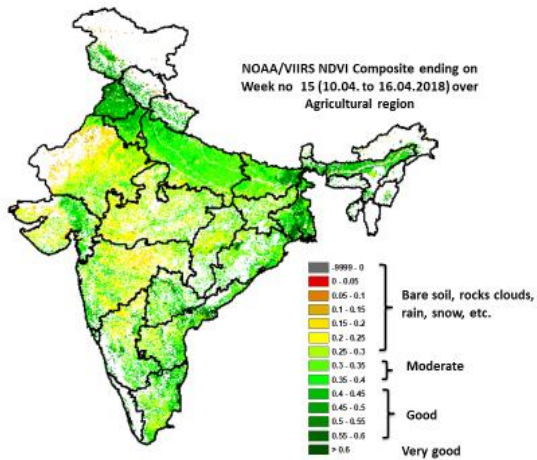 NOAA/VIIRS NDVI Composite ending on
Week no 15 (10.04. to 16.04.2018) over
Agricultural region
-9999 - 0
0 - 0.05
0.05 - 0.1
0.1 - 0.15
0.15 - 0.2
0.2 - 0.25
0.25 - 0.3
0.3 - 0.35
0.35 - 0.4
0.4 - 0.45
0.45 - 0.5
0.5 - 0.55
0.55 - 0.6
> 0.6
Bare soil, rocks clouds,
rain, snow, etc.
Moderate
Good
Very good